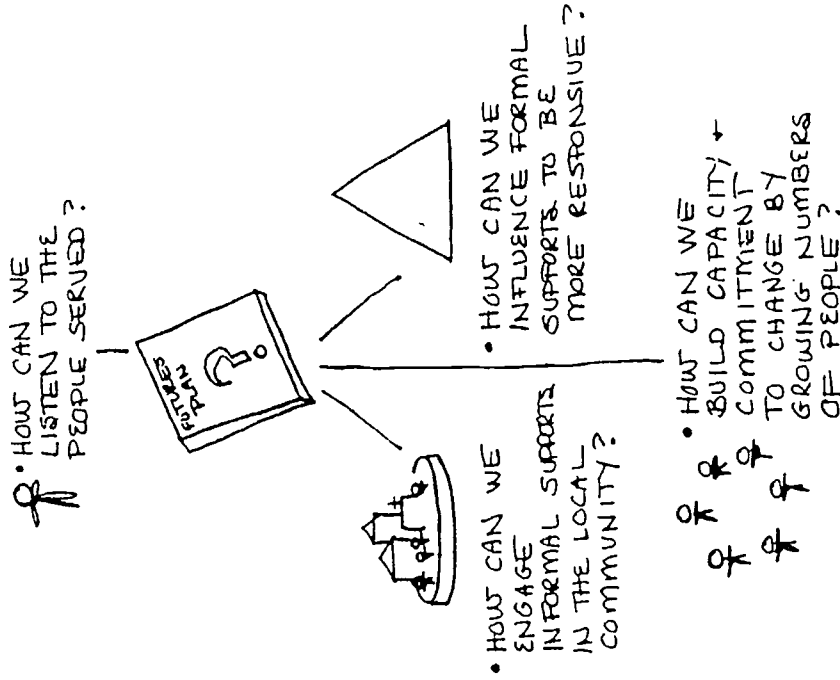 • HOW CAN WE
LISTEN TO THE
PEOPLE SERVED?
FUTURES
PLAN
?
• HOW CAN WE
ENGAGE
INFORMAL SUPPORTS
IN THE LOCAL
COMMUNITY?
• HOW CAN WE
INFLUENCE FORMAL
SUPPORTS TO BE
MORE RESPONSIVE?
• HOW CAN WE
BUILD CAPACITY +
COMMITMENT
TO CHANGE BY
GROWING NUMBERS
OF PEOPLE?